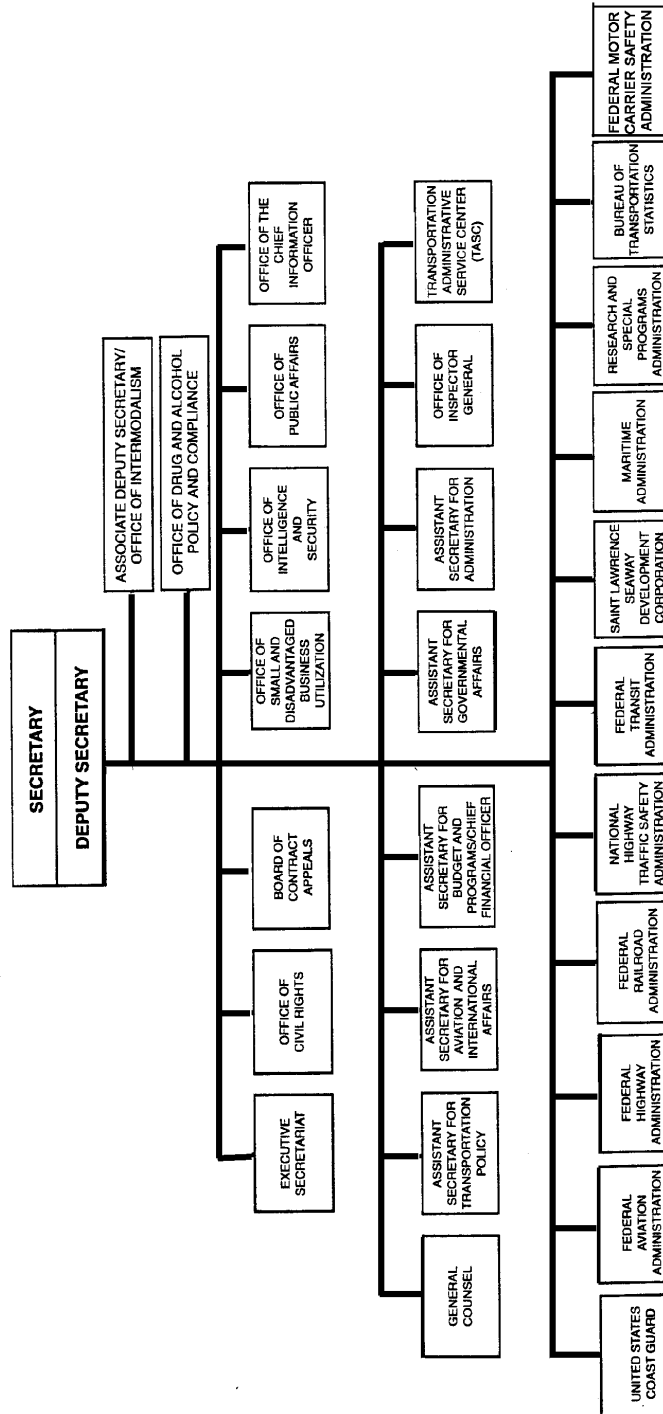 SECRETARY
DEPUTY SECRETARY
ASSOCIATE DEPUTY SECRETARY/
OFFICE OF INTERMODALISM
OFFICE OF DRUG AND ALCOHOL
POLICY AND COMPLIANCE
EXECUTIVE
SECRETARIAT
OFFICE OF
CIVIL RIGHTS
BOARD OF
CONTRACT
APPEALS
OFFICE OF
SMALL AND
DISADVANTAGED
BUSINESS
UTILIZATION
OFFICE OF
INTELLIGENCE
AND
SECURITY
OFFICE OF
PUBLIC AFFAIRS
OFFICE OF THE
CHIEF
INFORMATION
OFFICER
GENERAL
COUNSEL
ASSISTANT
SECRETARY FOR
TRANSPORTATION
POLICY
ASSISTANT
SECRETARY FOR
AVIATION AND
INTERNATIONAL
AFFAIRS
ASSISTANT
SECRETARY FOR
BUDGET AND
PROGRAMS/CHIEF
FINANCIAL OFFICER
ASSISTANT
SECRETARY FOR
GOVERNMENTAL
AFFAIRS
ASSISTANT
SECRETARY FOR
ADMINISTRATION
OFFICE OF
INSPECTOR
GENERAL
TRANSPORTATION
ADMINISTRATIVE
SERVICE CENTER
(TASC)
UNITED STATES
COAST GUARD
FEDERAL
AVIATION
ADMINISTRATION
FEDERAL
HIGHWAY
ADMINISTRATION
FEDERAL
RAILROAD
ADMINISTRATION
NATIONAL
HIGHWAY
TRAFFIC SAFETY
ADMINISTRATION
FEDERAL
TRANSIT
ADMINISTRATION
SAINT LAWRENCE
SEAWAY
DEVELOPMENT
CORPORATION
MARITIME
ADMINISTRATION
RESEARCH AND
SPECIAL
PROGRAMS
ADMINISTRATION
BUREAU OF
TRANSPORTATION
STATISTICS
FEDERAL MOTOR
CARRIER SAFETY
ADMINISTRATION